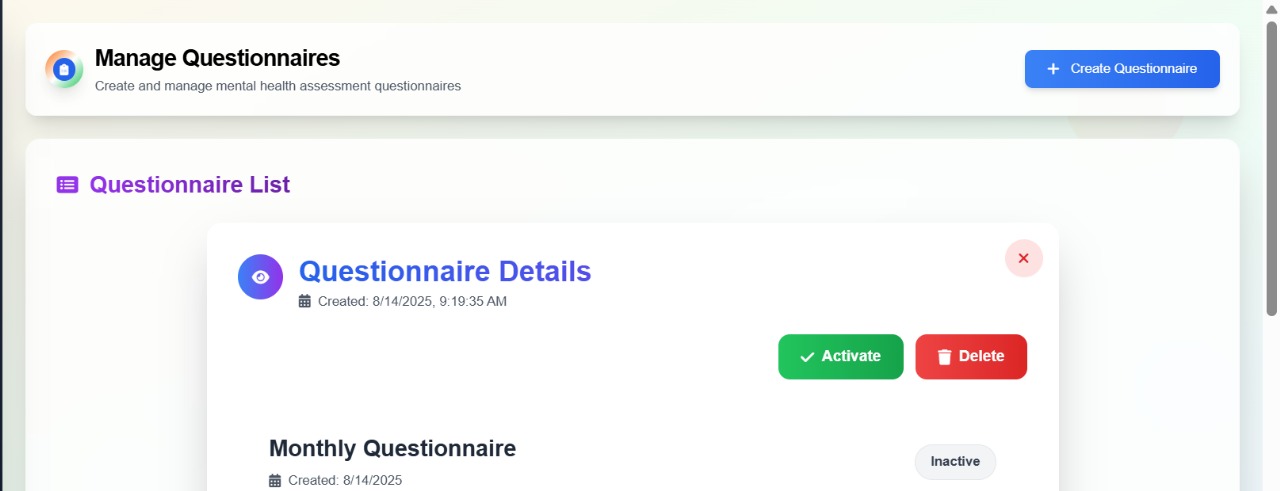 Manage Questionnaires
Create and manage mental health assessment questionnaires
Create Questionnaire
Questionnaire List
Questionnaire Details
Created: 8/14/2025, 9:19:35 AM
Activate
Delete
Monthly Questionnaire
Inactive
Created: 8/14/2025